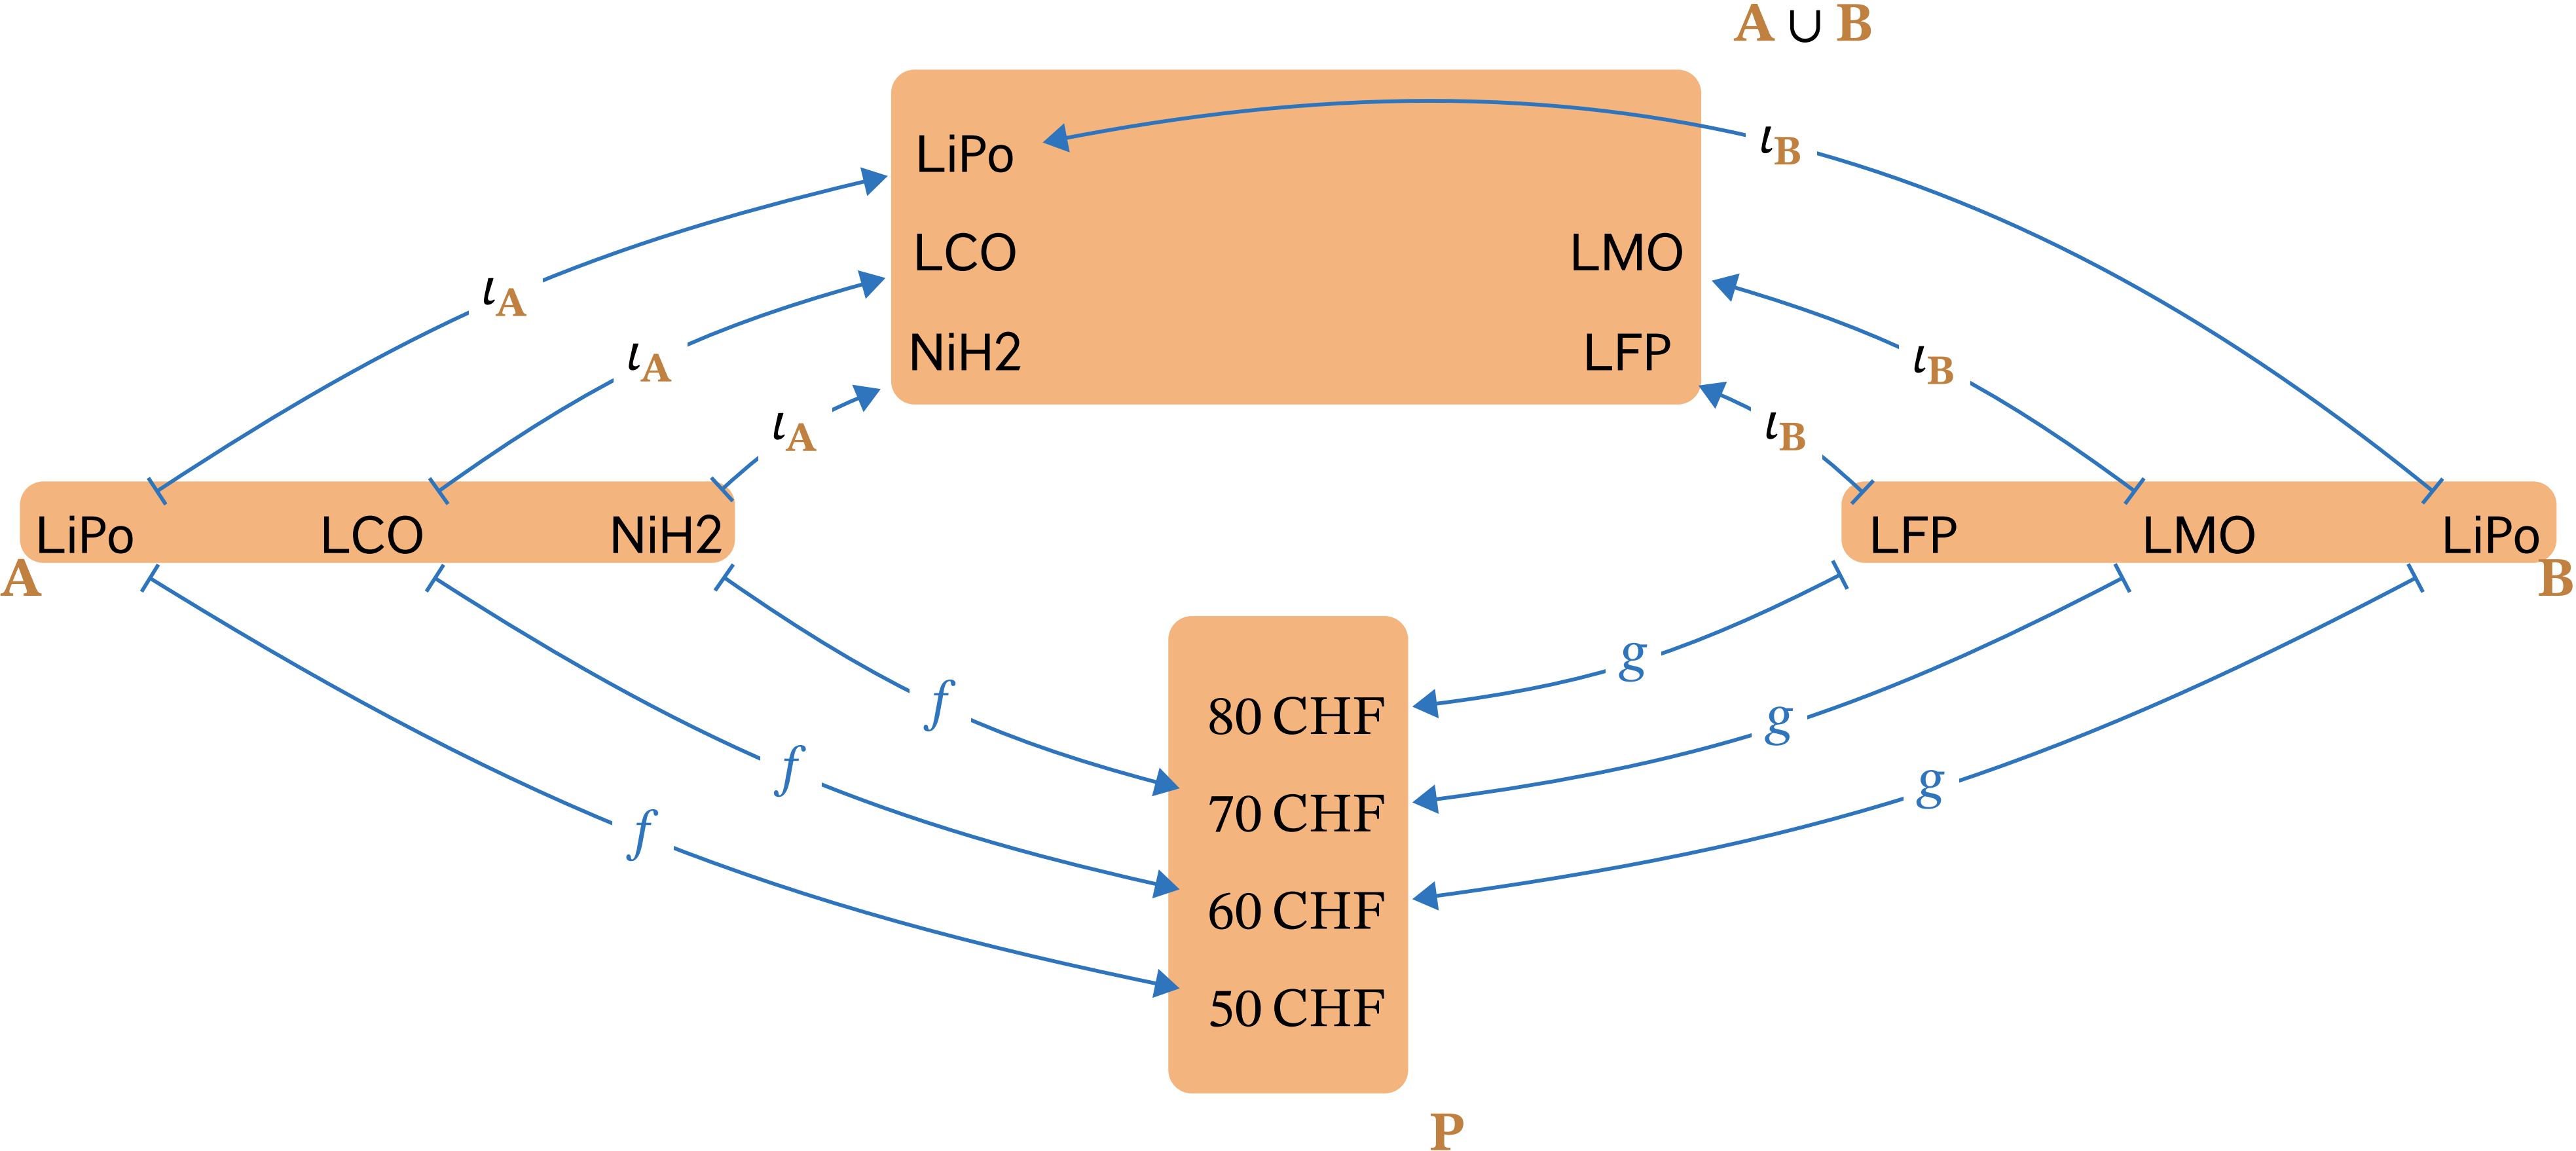 A ∪ B
LiPo
ιB
LCO
LMO
ιA
NiH2
LFP
ιA
ιB
ιA
ιB
LiPo LCO NiH2
LFP LMO LiPo
A
B
g
f
80 CHF
g
f
70 CHF
g
f
60 CHF
50 CHF
P